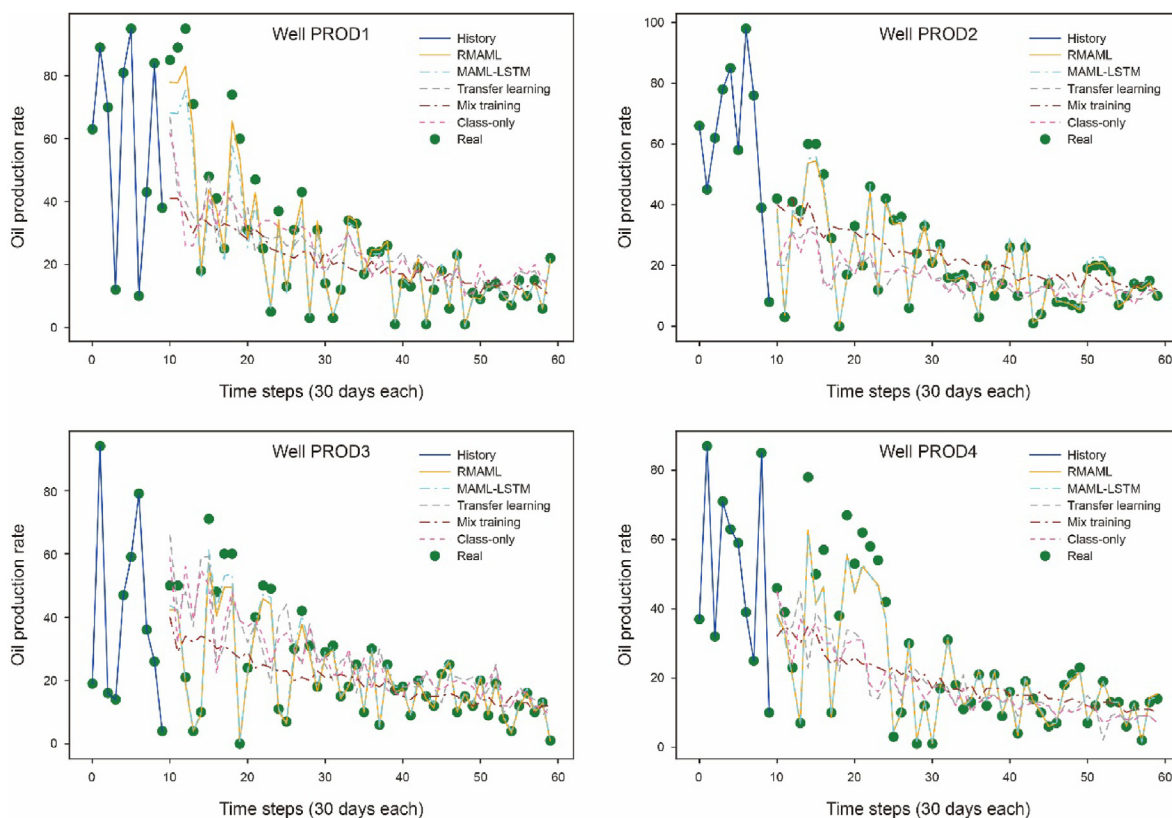 Well PROD1
History
RMAML
MAML-LSTM
Transfer learning
Mix training
Class-only
Real
Oil production rate
80
60
40
20
0
0 10 20 30 40 50 60
Time steps (30 days each)
Well PROD2
History
RMAML
MAML-LSTM
Transfer learning
Mix training
Class-only
Real
Oil production rate
100
80
60
40
20
0
0 10 20 30 40 50 60
Time steps (30 days each)
Well PROD3
History
RMAML
MAML-LSTM
Transfer learning
Mix training
Class-only
Real
Oil production rate
80
60
40
20
0
0 10 20 30 40 50 60
Time steps (30 days each)
Well PROD4
History
RMAML
MAML-LSTM
Transfer learning
Mix training
Class-only
Real
Oil production rate
80
60
40
20
0
0 10 20 30 40 50 60
Time steps (30 days each)